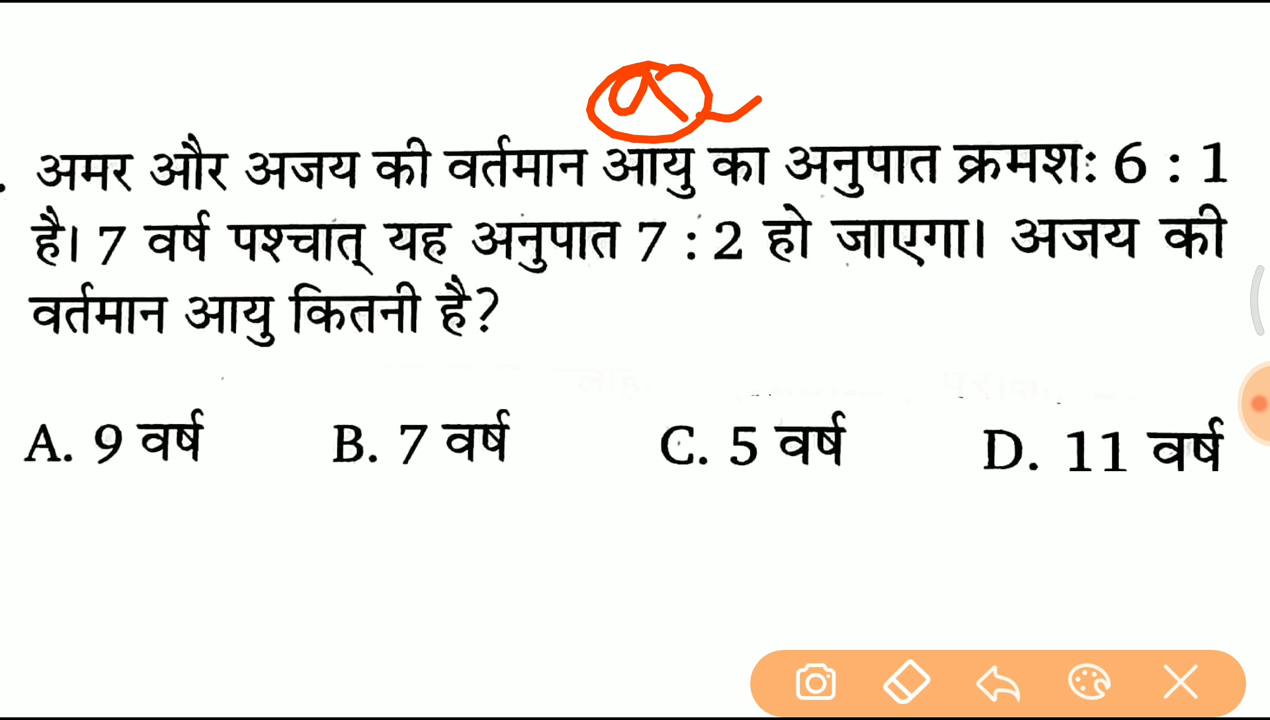 . अमर और अजय की वर्तमान आयु का अनुपात क्रमशः 6 : 1
है। 7 वर्ष पश्चात् यह अनुपात 7 : 2 हो जाएगा। अजय की
वर्तमान आयु कितनी है?
A. 9 वर्ष B. 7 वर्ष C. 5 वर्ष D. 11 वर्ष